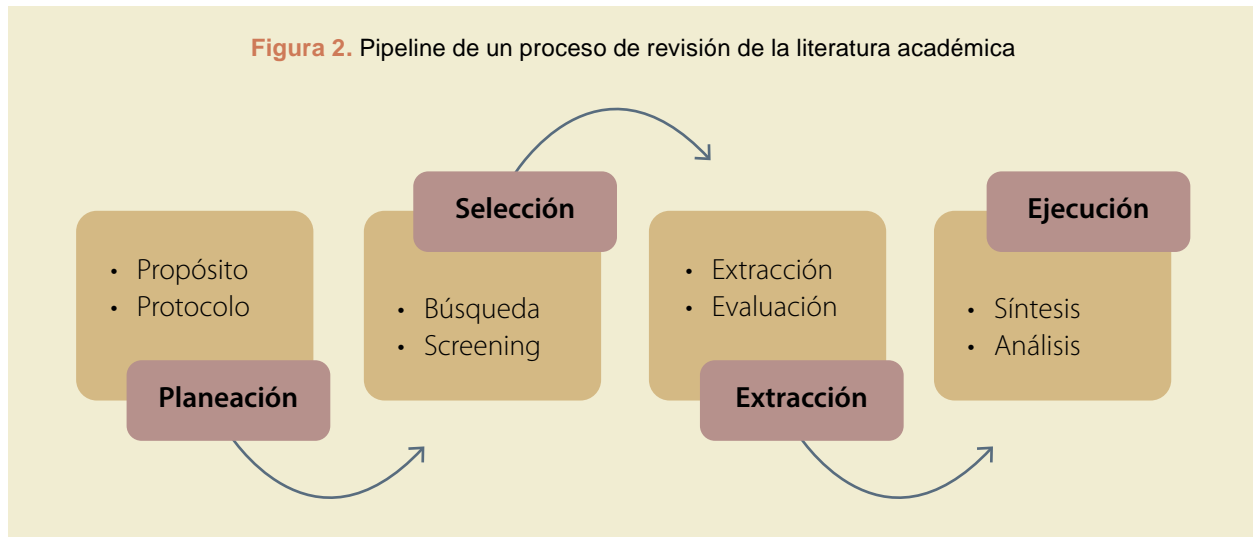 Figura 2. Pipeline de un proceso de revisión de la literatura académica
• Propósito
• Protocolo
Planeación
Selección
• Búsqueda
• Screening
• Extracción
• Evaluación
Extracción
Ejecución
• Síntesis
• Análisis